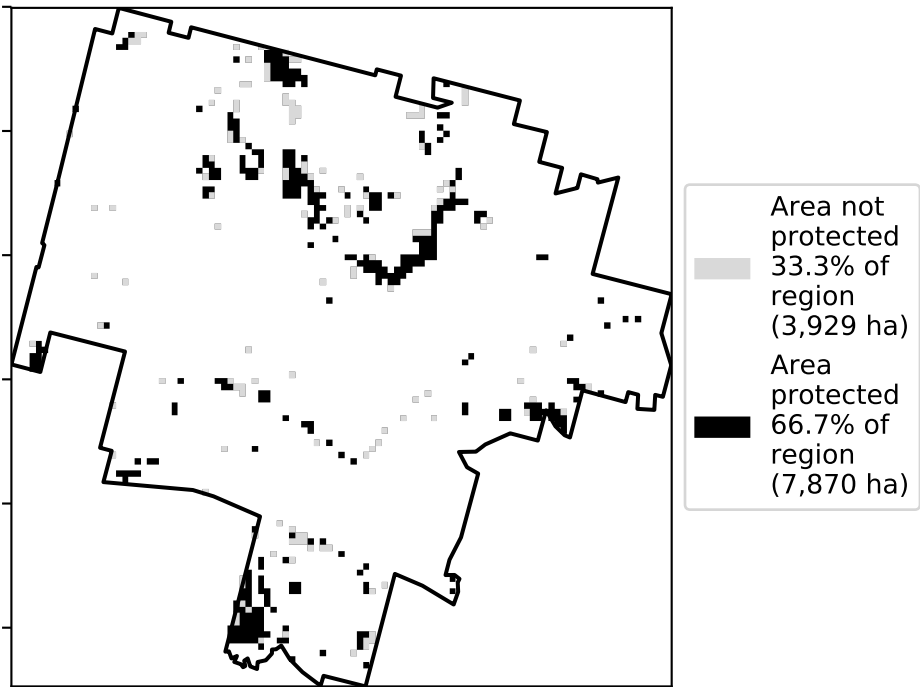 Area not
protected
33.3% of
region
(3,929 ha)
Area
protected
66.7% of
region
(7,870 ha)